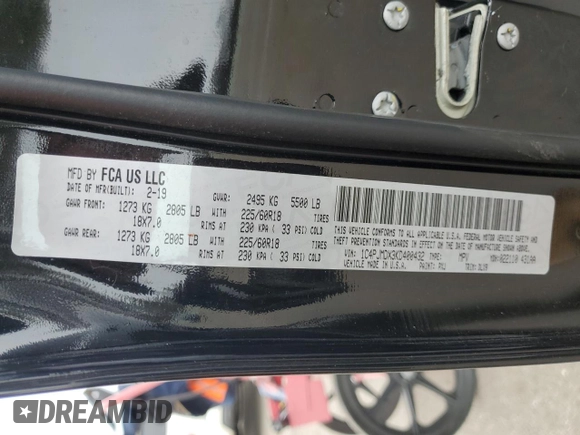 MFD BY FCA US LLC
DATE OF MFR(BUILT): 2-19 GVWR: 2495 KG 5500 LB
GAWR FRONT: 1273 KG 2805 LB WITH 225/60R18 TIRES
18X7.0 RIMS AT 230 KPA ( 33 PSI) COLD
GAWR REAR: 1273 KG 2805 LB WITH 225/60R18 TIRES
18X7.0 RIMS AT 230 KPA ( 33 PSI) COLD
THIS VEHICLE CONFORMS TO ALL APPLICABLE U.S.A. FEDERAL MOTOR VEHICLE SAFETY AND
THEFT PREVENTION STANDARDS IN EFFECT ON THE DATE OF MANUFACTURE SHOWN ABOVE.
VIN: 1C4PJMDX3KD400432 TYPE: MPV
VEHICLE MADE IN U.S.A. PAINT: PXJ
DREAMBID